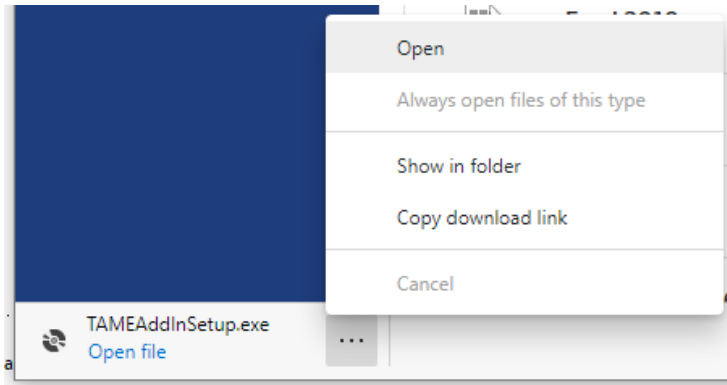 Open
Always open files of this type
Show in folder
Copy download link
Cancel
TAMEAddInSetup.exe
Open file
...